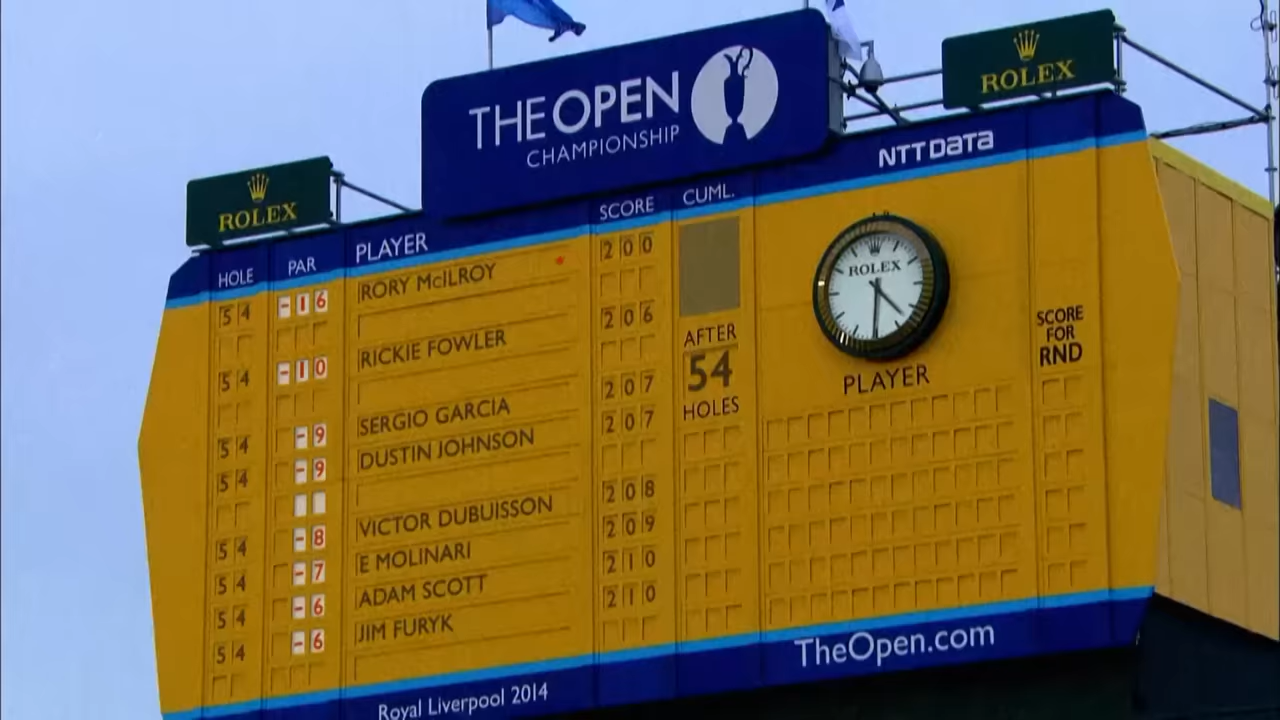 THE OPEN
CHAMPIONSHIP
ROLEX
ROLEX
NTT DATA
HOLE PAR PLAYER SCORE CUML.
54 -16 RORY McILROY 200
54 -10 RICKIE FOWLER 206
54 -9 SERGIO GARCIA 207
54 -9 DUSTIN JOHNSON 207
54 -8 VICTOR DUBUISSON 208
54 -7 E MOLINARI 209
54 -6 ADAM SCOTT 210
54 -6 JIM FURYK 210
AFTER
54
HOLES
ROLEX
PLAYER
SCORE
FOR
RND
TheOpen.com
Royal Liverpool 2014